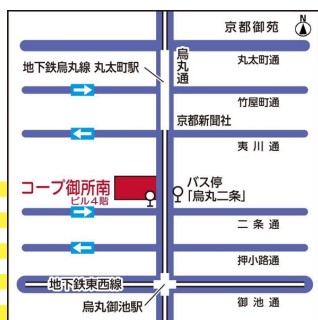 京都御苑
N
丸太町通
地下鉄烏丸線 丸太町駅
烏丸通
竹屋町通
京都新聞社
夷川通
コープ御所南
ビル4階
バス停
「烏丸二条」
二条通
押小路通
地下鉄東西線
烏丸御池駅
御池通